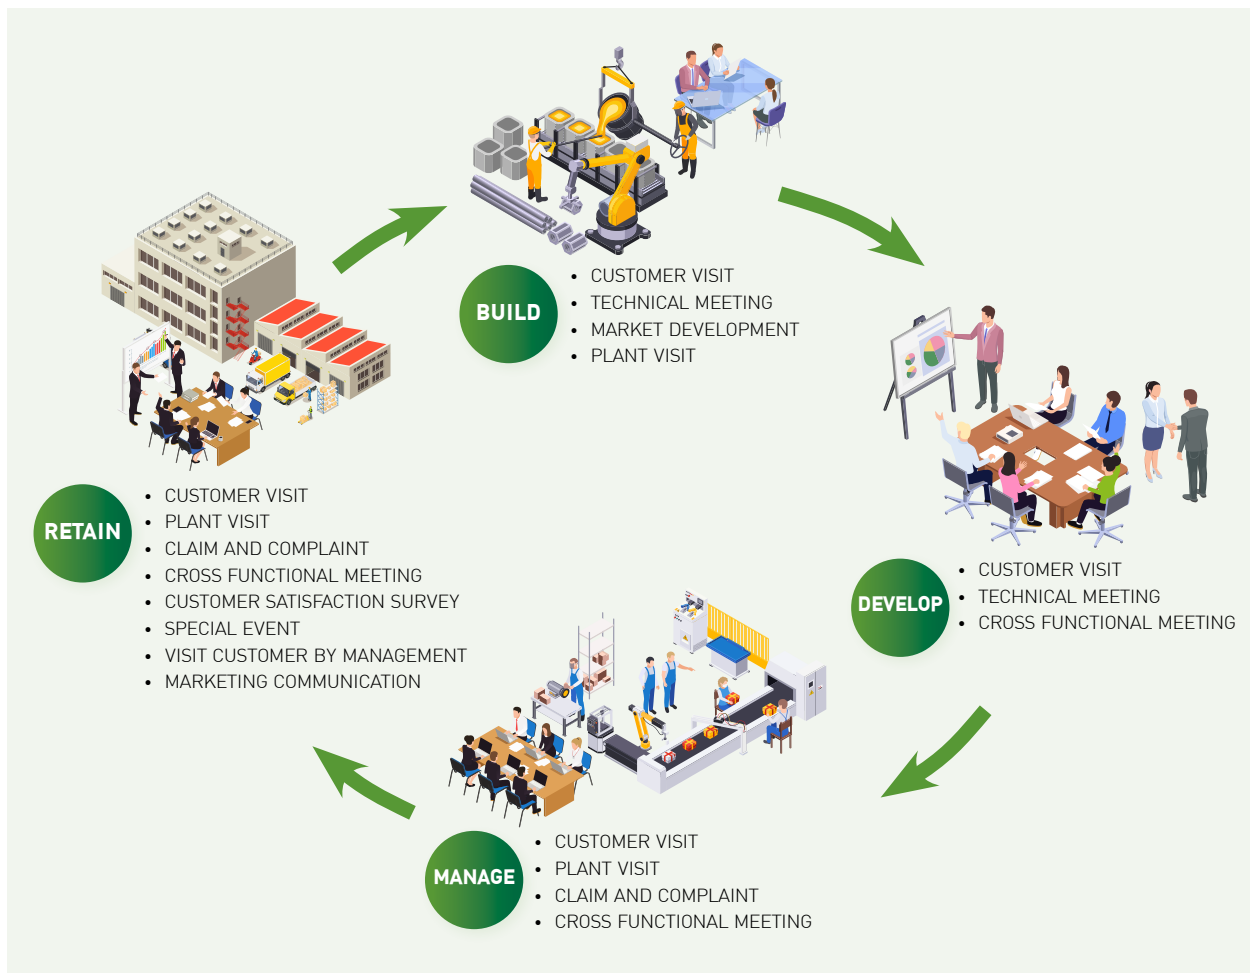 BUILD
• CUSTOMER VISIT
• TECHNICAL MEETING
• MARKET DEVELOPMENT
• PLANT VISIT
DEVELOP
• CUSTOMER VISIT
• TECHNICAL MEETING
• CROSS FUNCTIONAL MEETING
MANAGE
• CUSTOMER VISIT
• PLANT VISIT
• CLAIM AND COMPLAINT
• CROSS FUNCTIONAL MEETING
RETAIN
• CUSTOMER VISIT
• PLANT VISIT
• CLAIM AND COMPLAINT
• CROSS FUNCTIONAL MEETING
• CUSTOMER SATISFACTION SURVEY
• SPECIAL EVENT
• VISIT CUSTOMER BY MANAGEMENT
• MARKETING COMMUNICATION